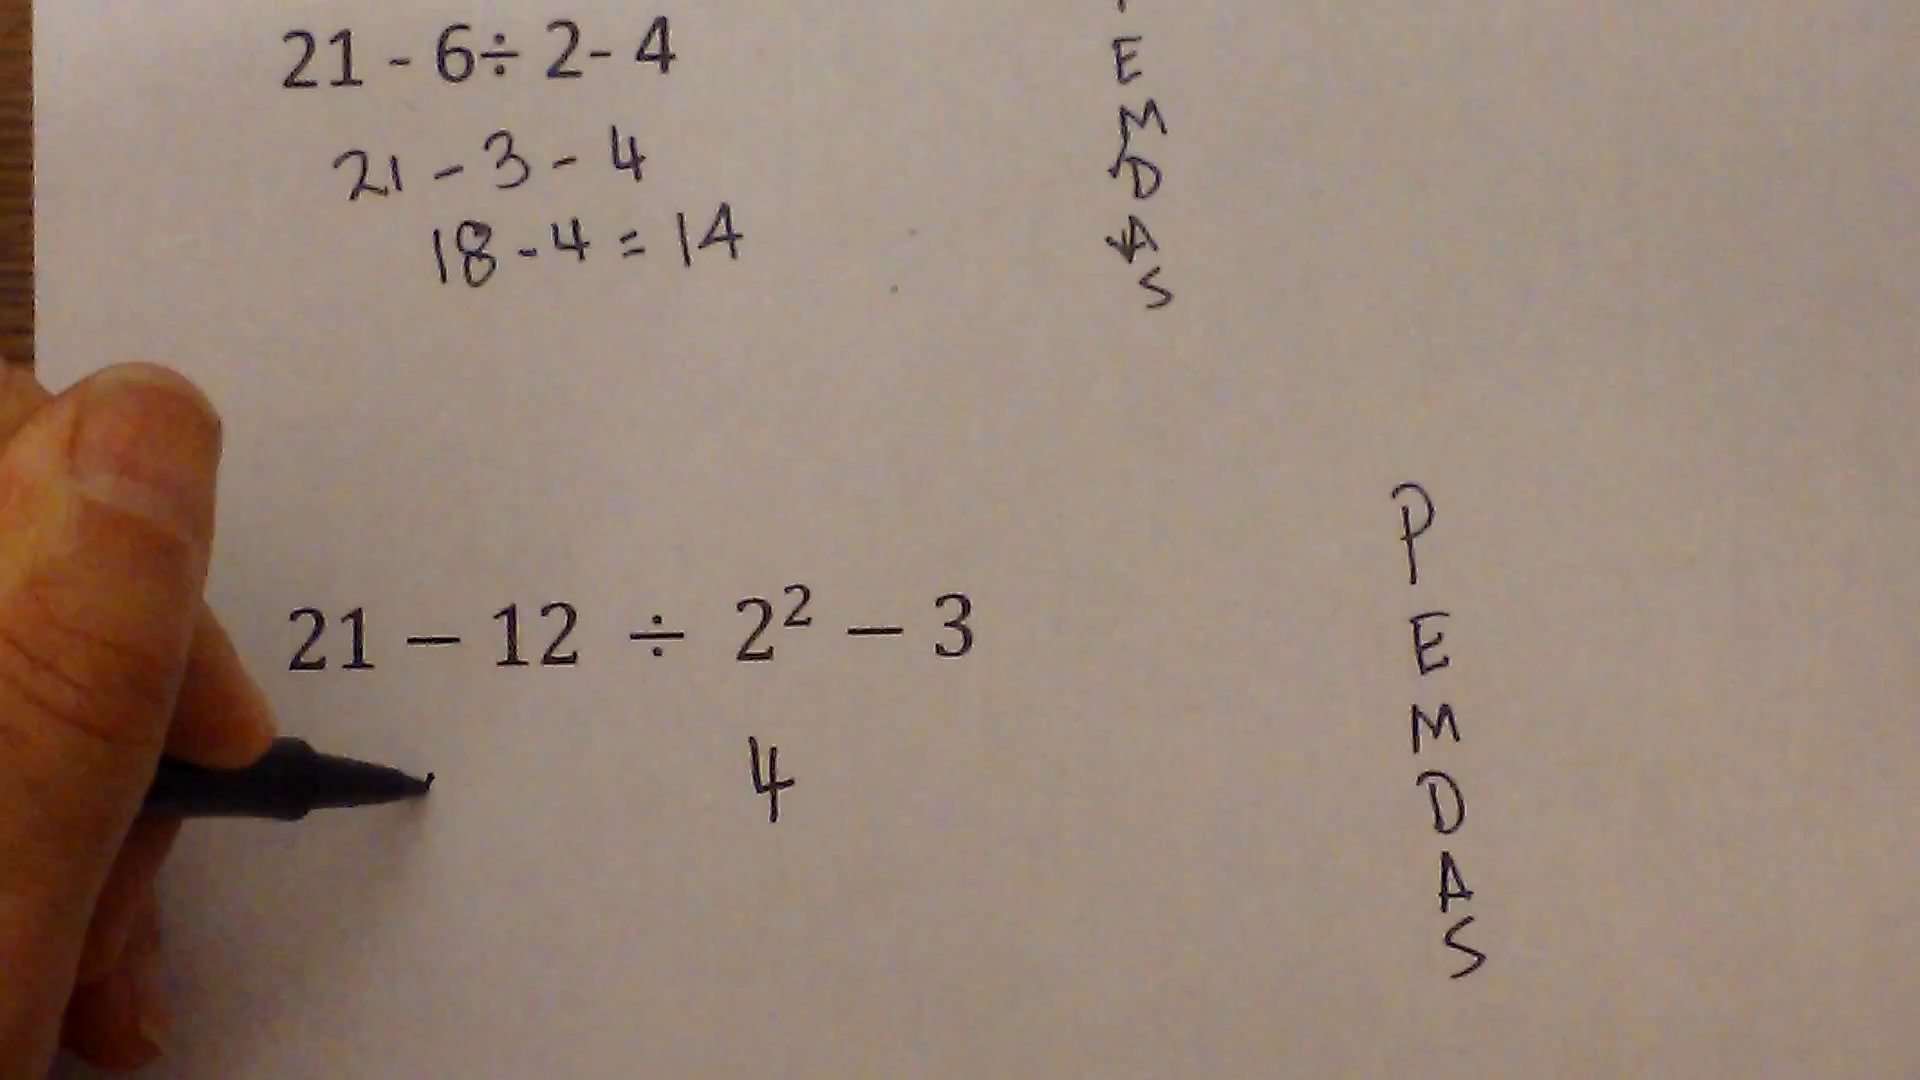 21 - 6÷ 2- 4
21 - 3 - 4
18 - 4 = 14
E
M
D
A
S
21 − 12 ÷ 2² − 3
4
P
E
M
D
A
S